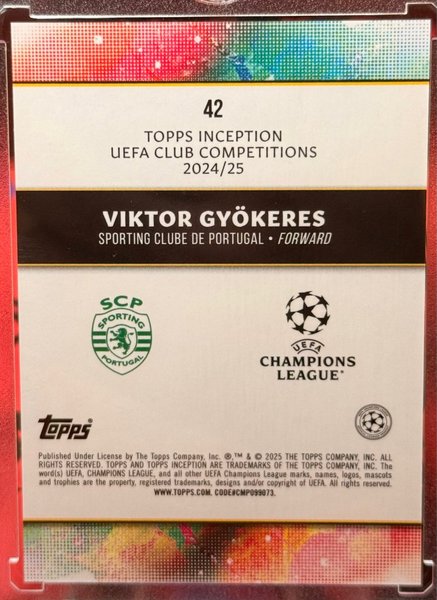 42
TOPPS INCEPTION
UEFA CLUB COMPETITIONS
2024/25
VIKTOR GYÖKERES
SPORTING CLUBE DE PORTUGAL • FORWARD
SCP
SPORTING
PORTUGAL
UEFA
CHAMPIONS
LEAGUE®
Topps
Published Under License by The Topps Company, Inc. ®,™ & © 2025 THE TOPPS COMPANY, INC. ALL
RIGHTS RESERVED. TOPPS AND TOPPS INCEPTION ARE TRADEMARKS OF THE TOPPS COMPANY, INC. The
word(s) UEFA, CHAMPIONS LEAGUE, and all other UEFA Champions League marks, names, logos, mascots
and trophies are the property, registered trademarks, designs and/or copyright of UEFA. All rights reserved.
WWW.TOPPS.COM. CODE#CMP099073.